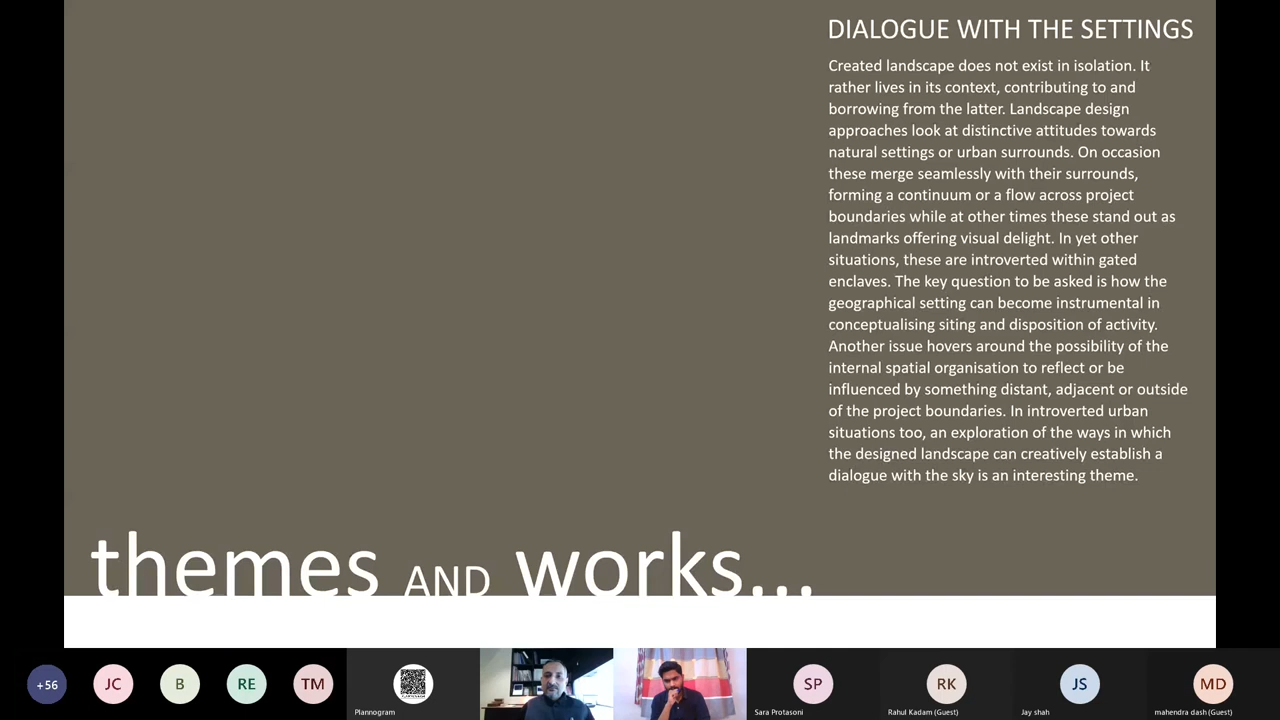 DIALOGUE WITH THE SETTINGS
Created landscape does not exist in isolation. It
rather lives in its context, contributing to and
borrowing from the latter. Landscape design
approaches look at distinctive attitudes towards
natural settings or urban surrounds. On occasion
these merge seamlessly with their surrounds,
forming a continuum or a flow across project
boundaries while at other times these stand out as
landmarks offering visual delight. In yet other
situations, these are introverted within gated
enclaves. The key question to be asked is how the
geographical setting can become instrumental in
conceptualising siting and disposition of activity.
Another issue hovers around the possibility of the
internal spatial organisation to reflect or be
influenced by something distant, adjacent or outside
of the project boundaries. In introverted urban
situations too, an exploration of the ways in which
the designed landscape can creatively establish a
dialogue with the sky is an interesting theme.
themes AND works...
+56
JC
B
RE
TM
Plannogram
SP
Sara Protasoni
RK
Rahul Kadam (Guest)
JS
Jay shah
MD
mahendra dash (Guest)